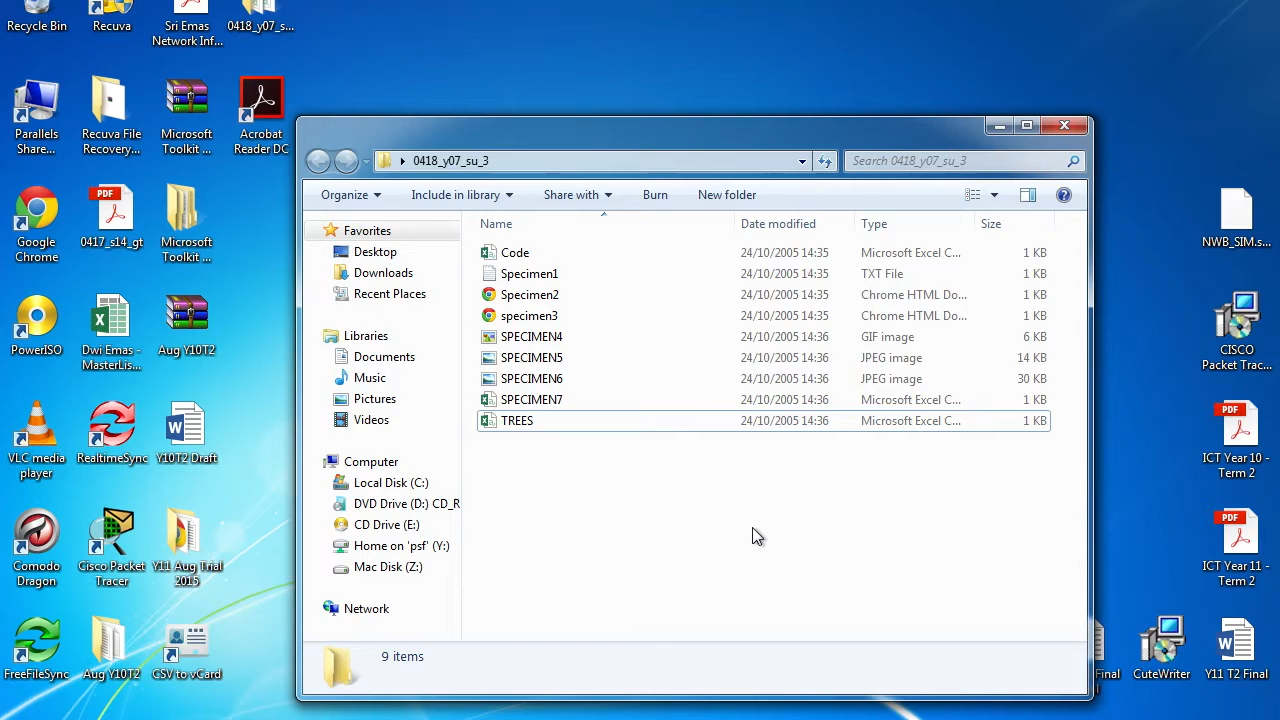 Recycle Bin
Recuva
Sri Emas
Network Inf...
0418_y07_s...
Parallels
Share...
Recuva File
Recovery...
Microsoft
Toolkit ...
Acrobat
Reader DC
Google
Chrome
PDF
0417_s14_gt
Microsoft
Toolkit ...
PowerISO
Dwi Emas -
MasterLis...
Aug Y10T2
VLC media
player
RealtimeSync
Y10T2 Draft
Comodo
Dragon
Cisco Packet
Tracer
Y11 Aug Trial
2015
FreeFileSync
Aug Y10T2
CSV to vCard
0418_y07_su_3
Search 0418_y07_su_3
Organize
Include in library
Share with
Burn
New folder
Favorites
Desktop
Downloads
Recent Places
Libraries
Documents
Music
Pictures
Videos
Computer
Local Disk (C:)
DVD Drive (D:) CD_R
CD Drive (E:)
Home on 'psf' (Y:)
Mac Disk (Z:)
Network
Name Date modified Type Size
Code 24/10/2005 14:35 Microsoft Excel C... 1 KB
Specimen1 24/10/2005 14:35 TXT File 1 KB
Specimen2 24/10/2005 14:35 Chrome HTML Do... 1 KB
specimen3 24/10/2005 14:35 Chrome HTML Do... 1 KB
SPECIMEN4 24/10/2005 14:36 GIF image 6 KB
SPECIMEN5 24/10/2005 14:36 JPEG image 14 KB
SPECIMEN6 24/10/2005 14:36 JPEG image 30 KB
SPECIMEN7 24/10/2005 14:36 Microsoft Excel C... 1 KB
TREES 24/10/2005 14:36 Microsoft Excel C... 1 KB
9 items
NWB_SIM.s...
CISCO
Packet Trac...
PDF
ICT Year 10 -
Term 2
PDF
ICT Year 11 -
Term 2
Final
CuteWriter
Y11 T2 Final